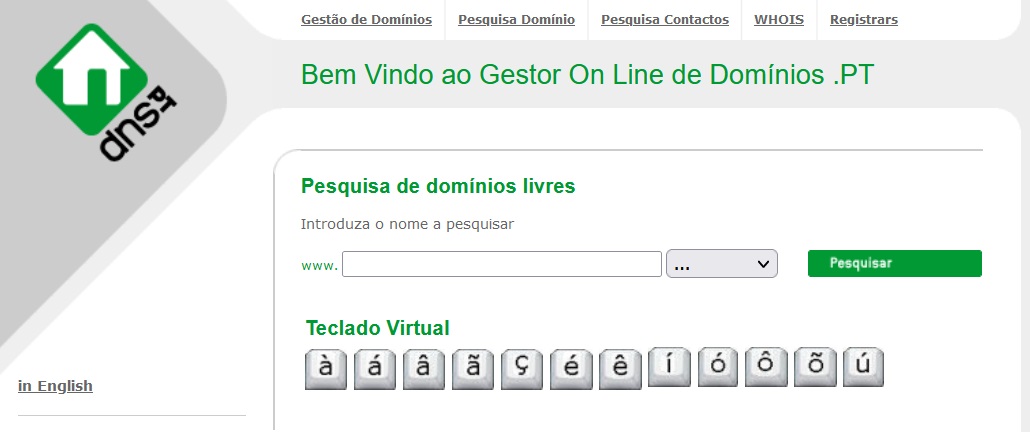 Gestão de Domínios Pesquisa Domínio Pesquisa Contactos WHOIS Registrars
dns PT
Bem Vindo ao Gestor On Line de Domínios .PT
Pesquisa de domínios livres
Introduza o nome a pesquisar
www. ... Pesquisar
Teclado Virtual
à á â ã ç é ê í ó ô õ ú
in English